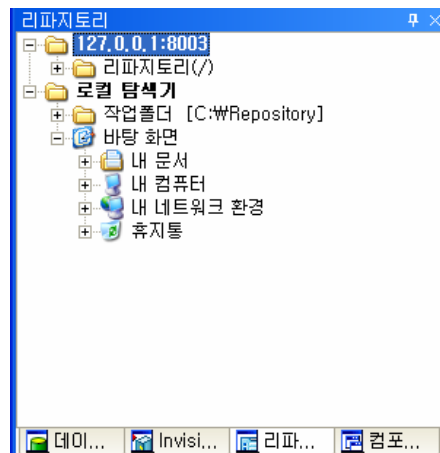 리파지토리
127.0.0.1:8003
리파지토리(/)
로컬 탐색기
작업폴더 [C:₩Repository]
바탕 화면
내 문서
내 컴퓨터
내 네트워크 환경
휴지통
데이... Invisi... 리파... 컴포...